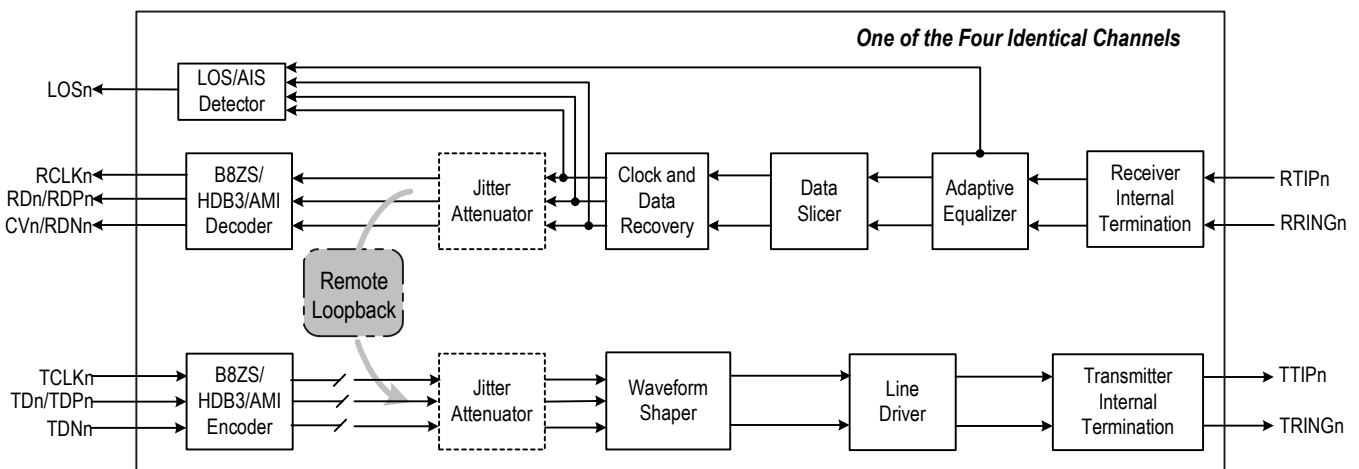 One of the Four Identical Channels
LOSn
LOS/AIS
Detector
RCLKn
RDn/RDPn
CVn/RDNn
B8ZS/
HDB3/AMI
Decoder
Jitter
Attenuator
Clock and
Data
Recovery
Data
Slicer
Adaptive
Equalizer
Receiver
Internal
Termination
RTIPn
RRINGn
Remote
Loopback
TCLKn
TDn/TDPn
TDNn
B8ZS/
HDB3/AMI
Encoder
Jitter
Attenuator
Waveform
Shaper
Line
Driver
Transmitter
Internal
Termination
TTIPn
TRINGn